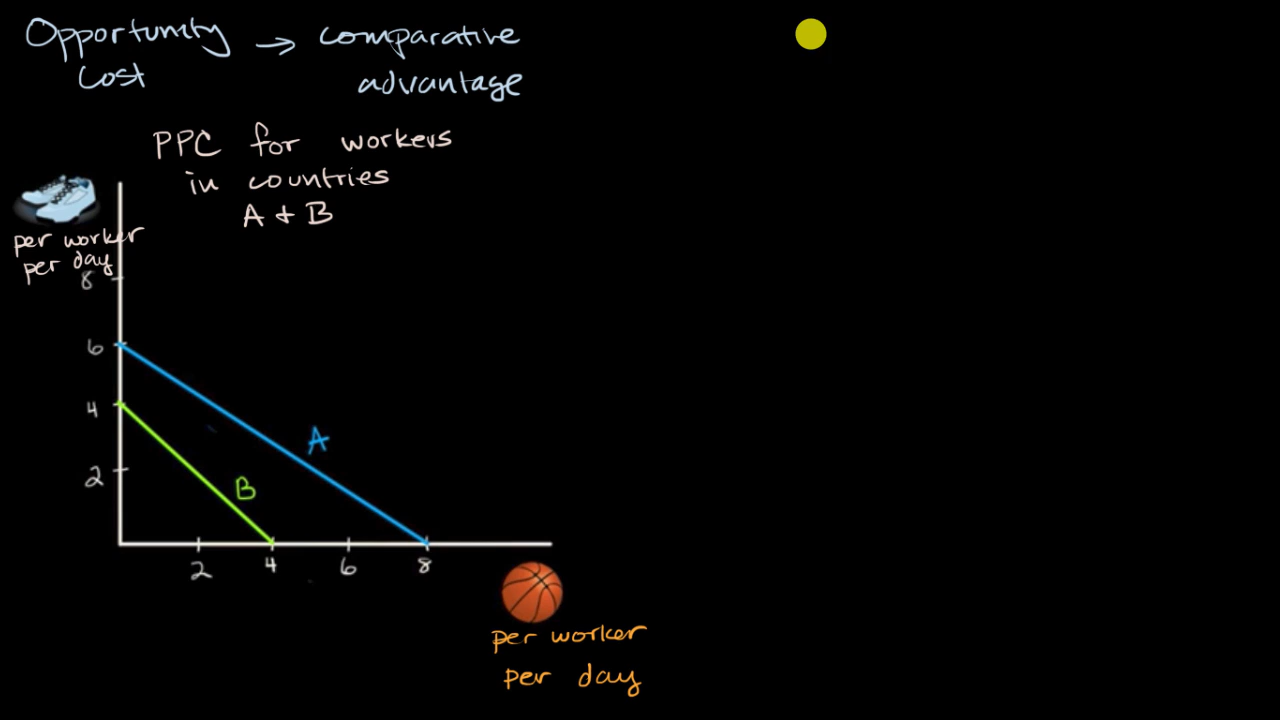 Opportunity → comparative
cost advantage
PPC for workers
in countries
A + B
per worker
per day
8
6
4
2
A
B
2 4 6 8
per worker
per day